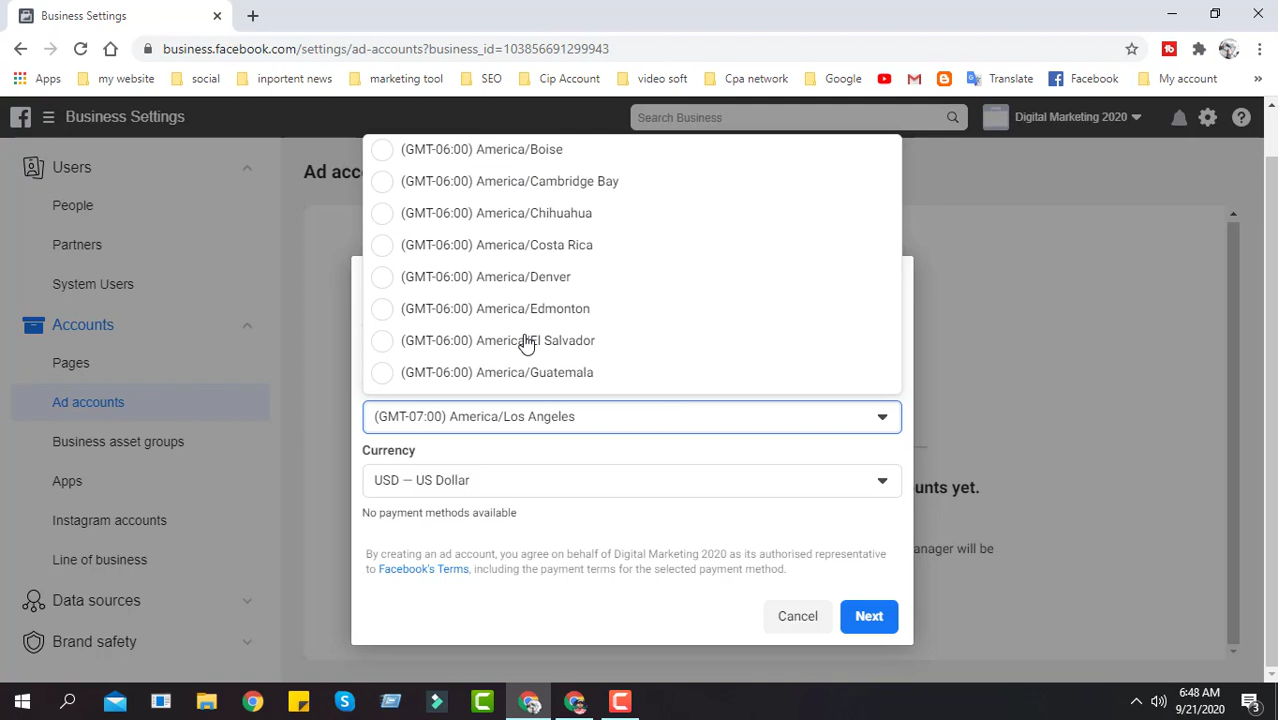 Business Settings
business.facebook.com/settings/ad-accounts?business_id=103856691299943
Apps my website social inportent news marketing tool SEO Cip Account video soft Cpa network Google Translate Facebook My account »
Business Settings
Search Business
Digital Marketing 2020
Users
People
Partners
System Users
Accounts
Pages
Ad accounts
Business asset groups
Apps
Instagram accounts
Line of business
Data sources
Brand safety
Ad acc
(GMT-06:00) America/Boise
(GMT-06:00) America/Cambridge Bay
(GMT-06:00) America/Chihuahua
(GMT-06:00) America/Costa Rica
(GMT-06:00) America/Denver
(GMT-06:00) America/Edmonton
(GMT-06:00) America/El Salvador
(GMT-06:00) America/Guatemala
(GMT-07:00) America/Los Angeles
Currency
USD — US Dollar
No payment methods available
By creating an ad account, you agree on behalf of Digital Marketing 2020 as its authorised representative
to Facebook's Terms, including the payment terms for the selected payment method.
Cancel Next
unts yet.
anager will be
6:48 AM
9/21/2020
3